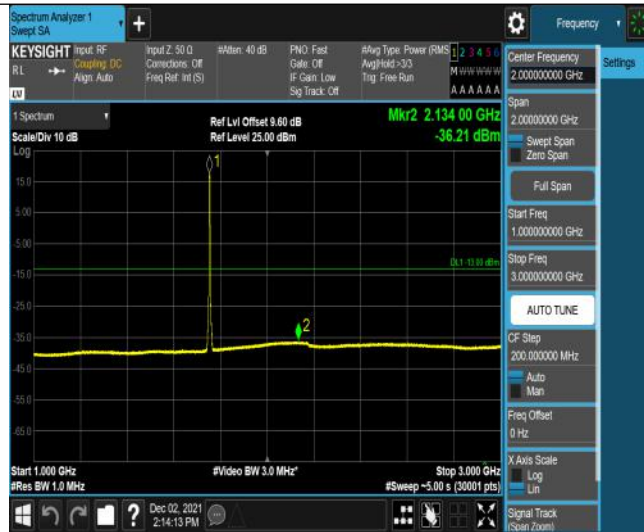 Spectrum Analyzer 1
Swept SA
+
Frequency
KEYSIGHT
RL
LXI
Input: RF
Coupling: DC
Align: Auto
Input Z: 50 Ω
Corrections: Off
Freq Ref: Int (S)
#Atten: 40 dB
PNO: Fast
Gate: Off
IF Gain: Low
Sig Track: Off
#Avg Type: Power (RMS
Avg|Hold:>3/3
Trig: Free Run
1 2 3 4 5 6
M W W W W W
A A A A A A
1 Spectrum
Scale/Div 10 dB
Log
Ref Lvl Offset 9.60 dB
Ref Level 25.00 dBm
Mkr2 2.134 00 GHz
-36.21 dBm
15.0
5.00
-5.00
-15.0
-25.0
-35.0
-45.0
-55.0
-65.0
1
2
DL1 -13.00 dBm
Start 1.000 GHz
#Res BW 1.0 MHz
#Video BW 3.0 MHz*
Stop 3.000 GHz
#Sweep ~5.00 s (30001 pts)
Center Frequency
2.000000000 GHz
Settings
Span
2.00000000 GHz
Swept Span
Zero Span
Full Span
Start Freq
1.000000000 GHz
Stop Freq
3.000000000 GHz
AUTO TUNE
CF Step
200.000000 MHz
Auto
Man
Freq Offset
0 Hz
X Axis Scale
Log
Lin
Signal Track
(Span Zoom)
?
Dec 02, 2021
2:14:13 PM